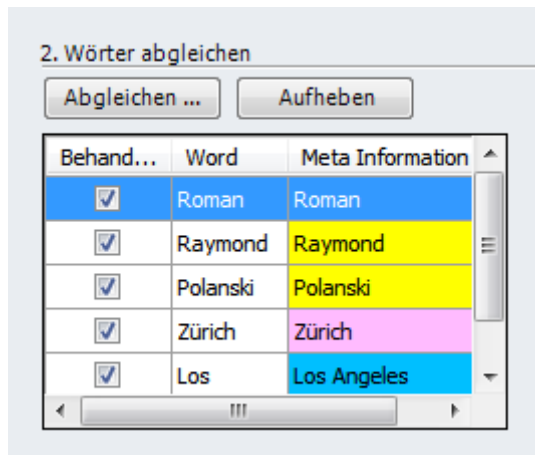 2. Wörter abgleichen
Abgleichen ... Aufheben
Behand... Word Meta Information
Roman Roman
Raymond Raymond
Polanski Polanski
Zürich Zürich
Los Los Angeles